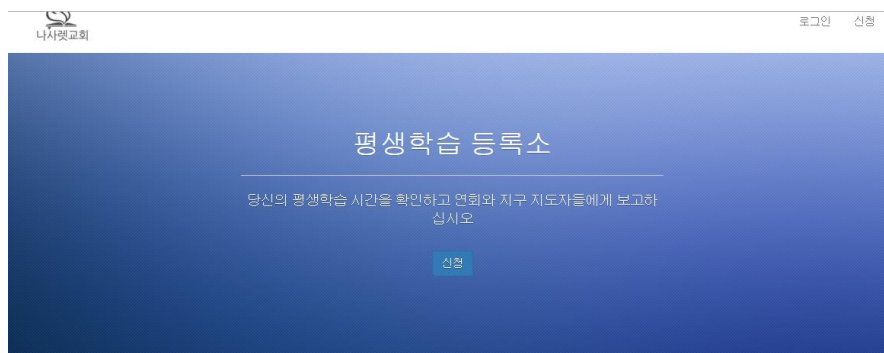 나사렛교회
로그인 신청
평생학습 등록소
당신의 평생학습 시간을 확인하고 연회와 지구 지도자들에게 보고하
십시오
신청